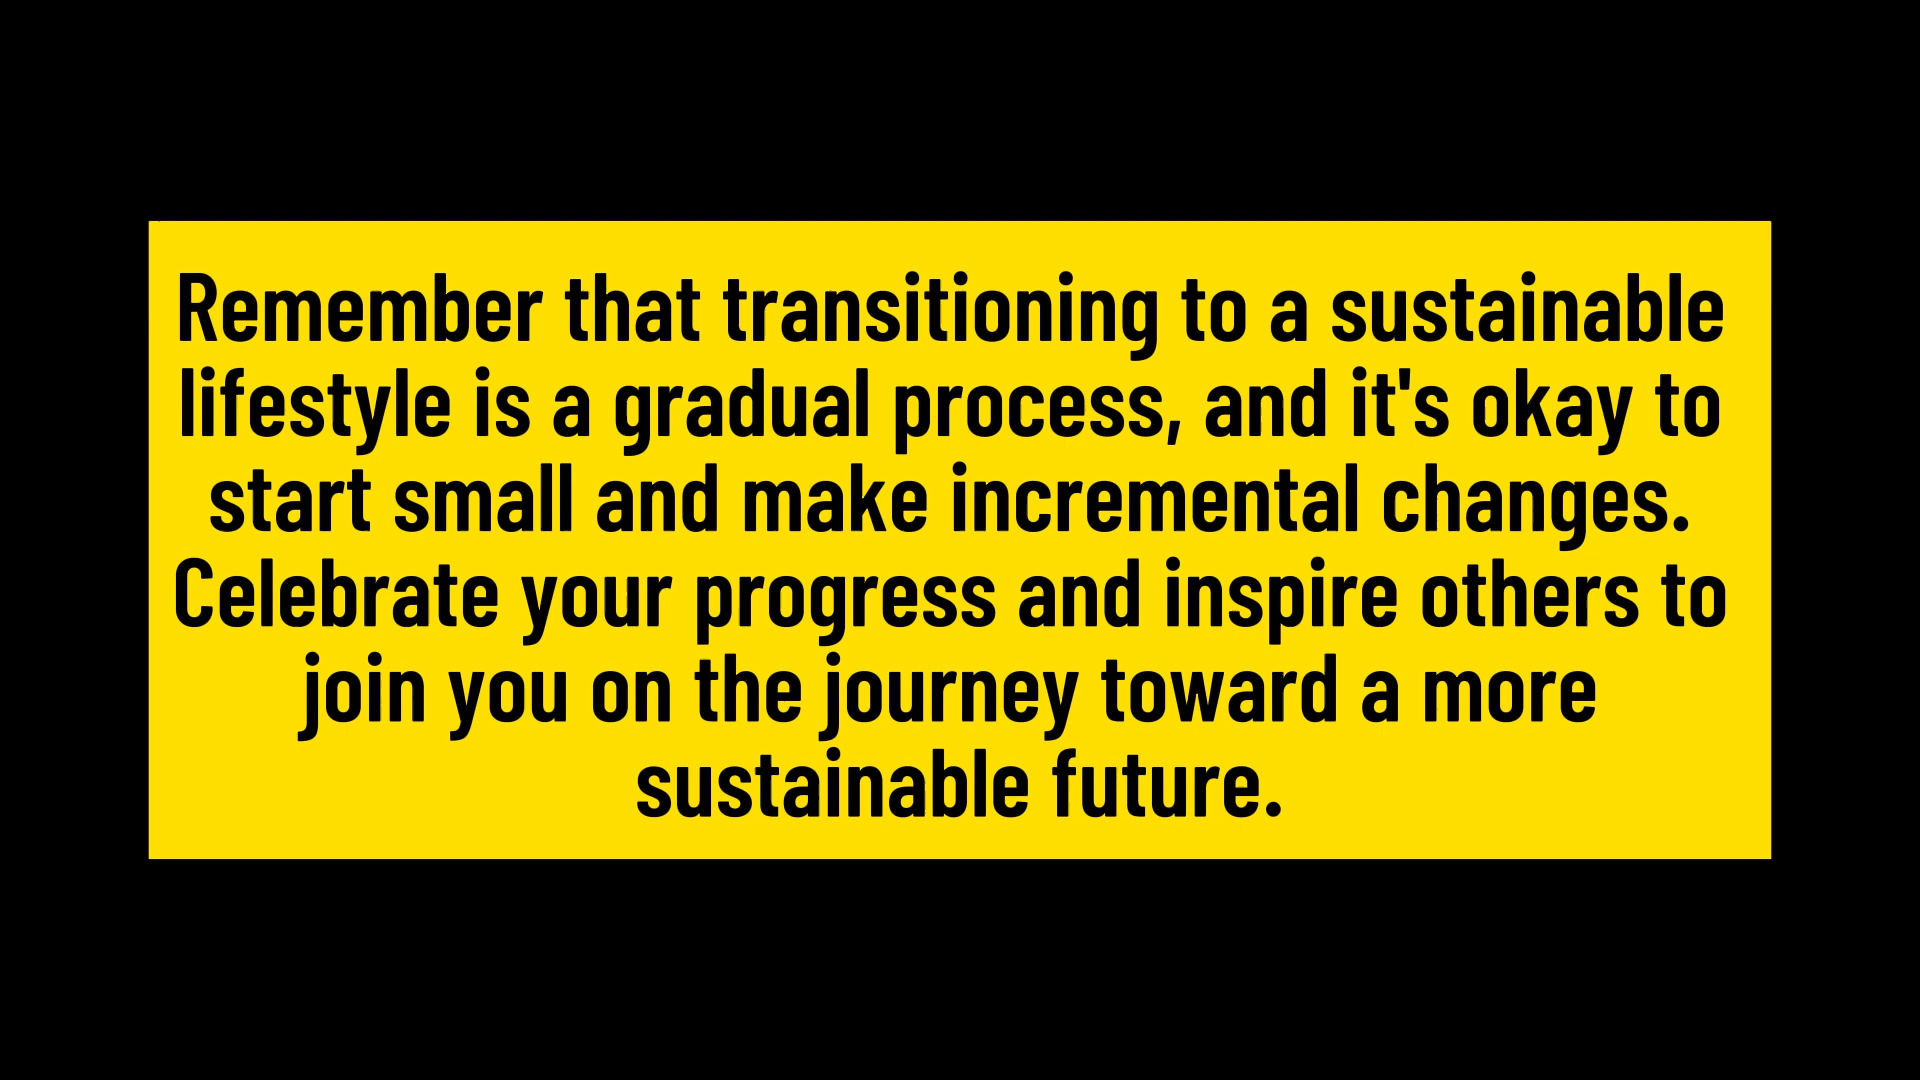 Remember that transitioning to a sustainable
lifestyle is a gradual process, and it's okay to
start small and make incremental changes.
Celebrate your progress and inspire others to
join you on the journey toward a more
sustainable future.